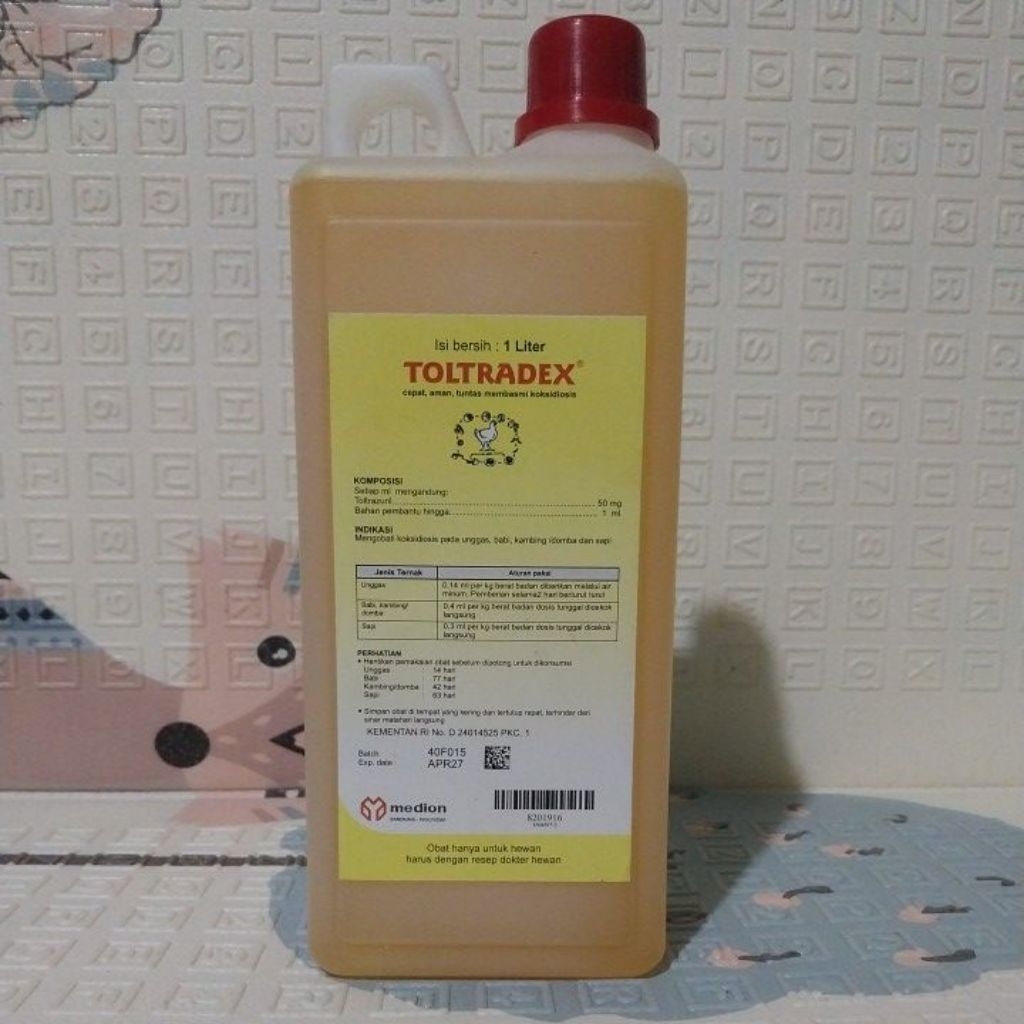 Isi bersih : 1 Liter
TOLTRADEX®
cepat, aman, tuntas membasmi koksidiosis
KOMPOSISI
Setiap ml mengandung:
Toltrazuril........................................................ 50 mg
Bahan pembantu hingga........................................ 1 ml
INDIKASI
Mengobati koksidiosis pada unggas, babi, kambing /domba dan sapi
Jenis Ternak Aturan pakai
Unggas 0,14 ml per kg berat badan diberikan melalui air
minum. Pemberian selama2 hari berturut turut
Babi, kambing/ 0,4 ml per kg berat badan dosis tunggal dicekok
domba langsung
Sapi 0,3 ml per kg berat badan dosis tunggal dicekok
langsung
PERHATIAN
• Hentikan pemakaian obat sebelum dipotong untuk dikonsumsi
Unggas : 14 hari
Babi : 77 hari
Kambing/domba : 42 hari
Sapi : 63 hari
• Simpan obat di tempat yang kering dan tertutup rapat, terhindar dari
sinar matahari langsung
KEMENTAN RI No. D 24014525 PKC. 1
Batch : 40F015
Exp. date : APR27
medion
BANDUNG - INDONESIA
8201916
Obat hanya untuk hewan
harus dengan resep dokter hewan